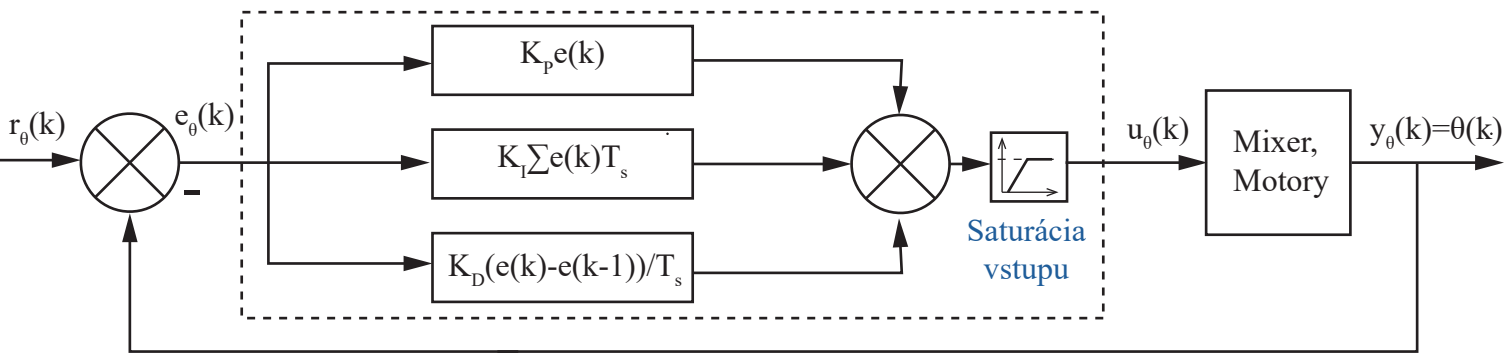 r_θ(k)
e_θ(k)
-
K_P e(k)
K_I∑e(k)T_s
K_D(e(k)-e(k-1))/T_s
Saturácia
vstupu
u_θ(k)
Mixer,
Motory
y_θ(k)=θ(k)